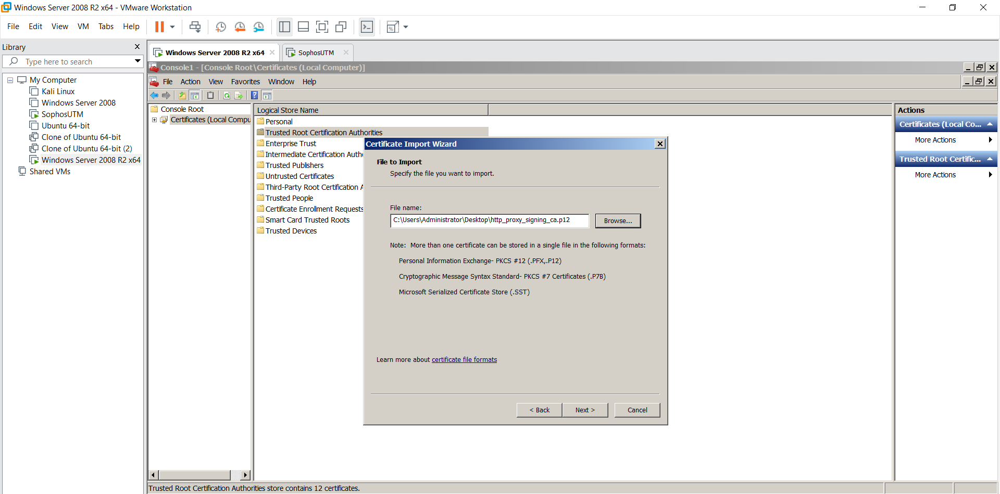 Windows Server 2008 R2 x64 - VMware Workstation
File Edit View VM Tabs Help
Library
Type here to search
My Computer
Kali Linux
Windows Server 2008
SophosUTM
Ubuntu 64-bit
Clone of Ubuntu 64-bit
Clone of Ubuntu 64-bit (2)
Windows Server 2008 R2 x64
Shared VMs
Windows Server 2008 R2 x64
SophosUTM
Console1 - [Console Root\Certificates (Local Computer)]
File Action View Favorites Window Help
Console Root
Certificates (Local Compu
Logical Store Name
Personal
Trusted Root Certification Authorities
Enterprise Trust
Intermediate Certification Autho
Trusted Publishers
Untrusted Certificates
Third-Party Root Certification A
Trusted People
Certificate Enrollment Requests
Smart Card Trusted Roots
Trusted Devices
Certificate Import Wizard
File to Import
Specify the file you want to import.
File name:
C:\Users\Administrator\Desktop\http_proxy_signing_ca.p12
Browse...
Note: More than one certificate can be stored in a single file in the following formats:
Personal Information Exchange- PKCS #12 (.PFX,.P12)
Cryptographic Message Syntax Standard- PKCS #7 Certificates (.P7B)
Microsoft Serialized Certificate Store (.SST)
Learn more about certificate file formats
< Back
Next >
Cancel
Actions
Certificates (Local Co...
More Actions
Trusted Root Certific...
More Actions
Trusted Root Certification Authorities store contains 12 certificates.